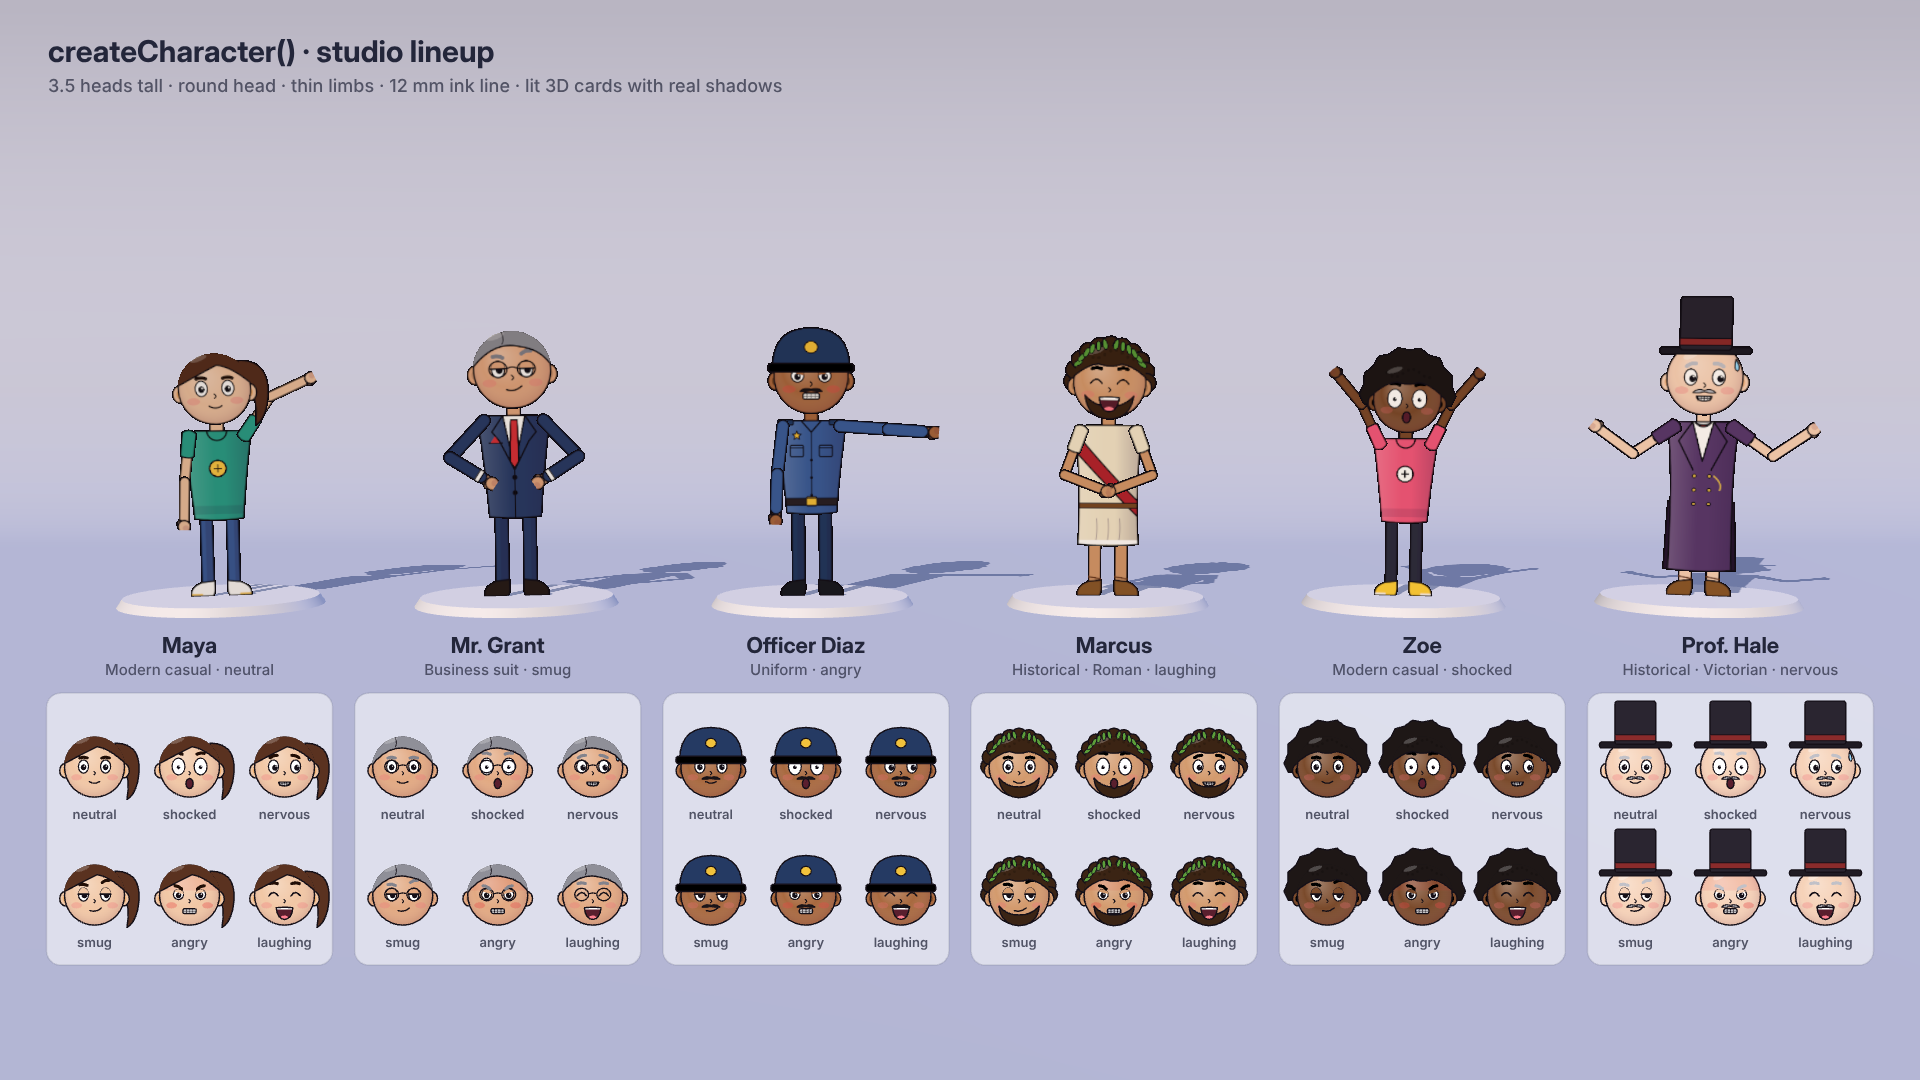 createCharacter() · studio lineup
3.5 heads tall · round head · thin limbs · 12 mm ink line · lit 3D cards with real shadows
Maya
Modern casual · neutral
Mr. Grant
Business suit · smug
Officer Diaz
Uniform · angry
Marcus
Historical · Roman · laughing
Zoe
Modern casual · shocked
Prof. Hale
Historical · Victorian · nervous
neutral shocked nervous
smug angry laughing
neutral shocked nervous
smug angry laughing
neutral shocked nervous
smug angry laughing
neutral shocked nervous
smug angry laughing
neutral shocked nervous
smug angry laughing
neutral shocked nervous
smug angry laughing